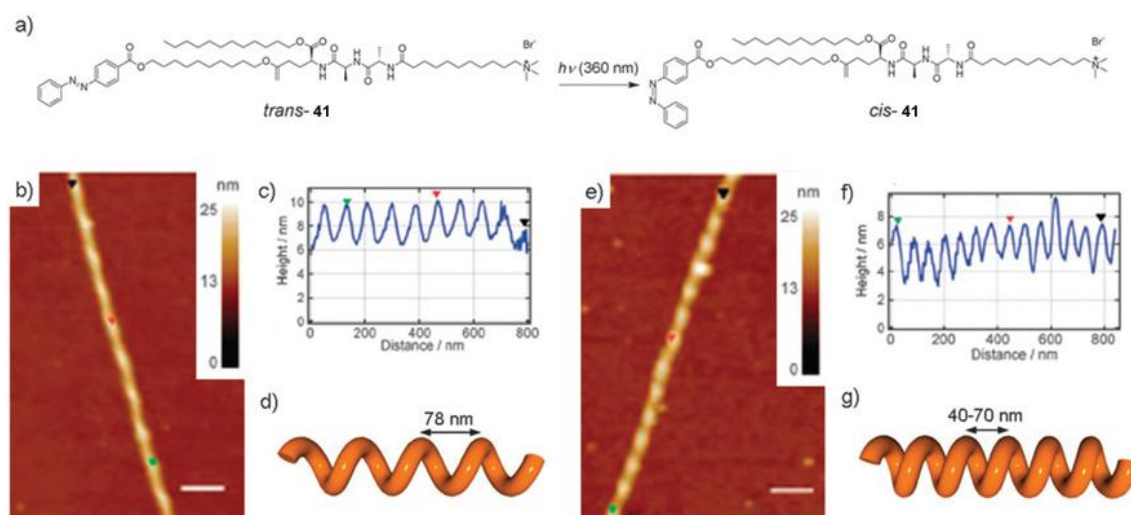 a)
O
O
O
O
O
N
N
O
O
H
N
N
H
O
H
N
O
Br⁻
N⁺
trans- 41
hν (360 nm)
O
O
O
O
O
N
N
O
O
H
N
N
H
O
H
N
O
Br⁻
N⁺
cis- 41
b)
nm
25
13
0
c)
Height / nm
10
8
6
4
2
0
0
200
400
600
800
Distance / nm
d)
78 nm
e)
nm
25
13
0
f)
Height / nm
8
6
4
2
0
0
200
400
600
800
Distance / nm
g)
40-70 nm